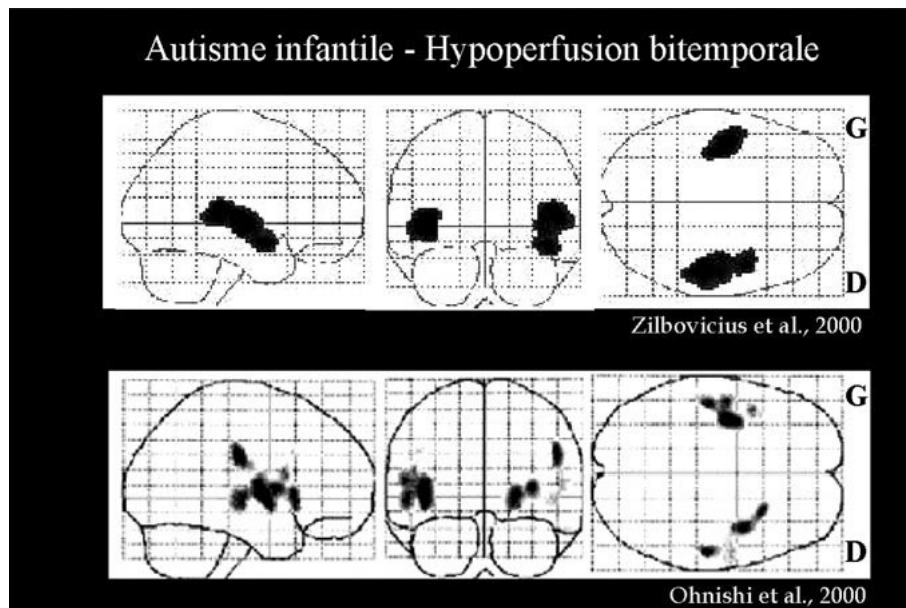 Autisme infantile - Hypoperfusion bitemporale
G
D
Zilbovicius et al., 2000
G
D
Ohnishi et al., 2000